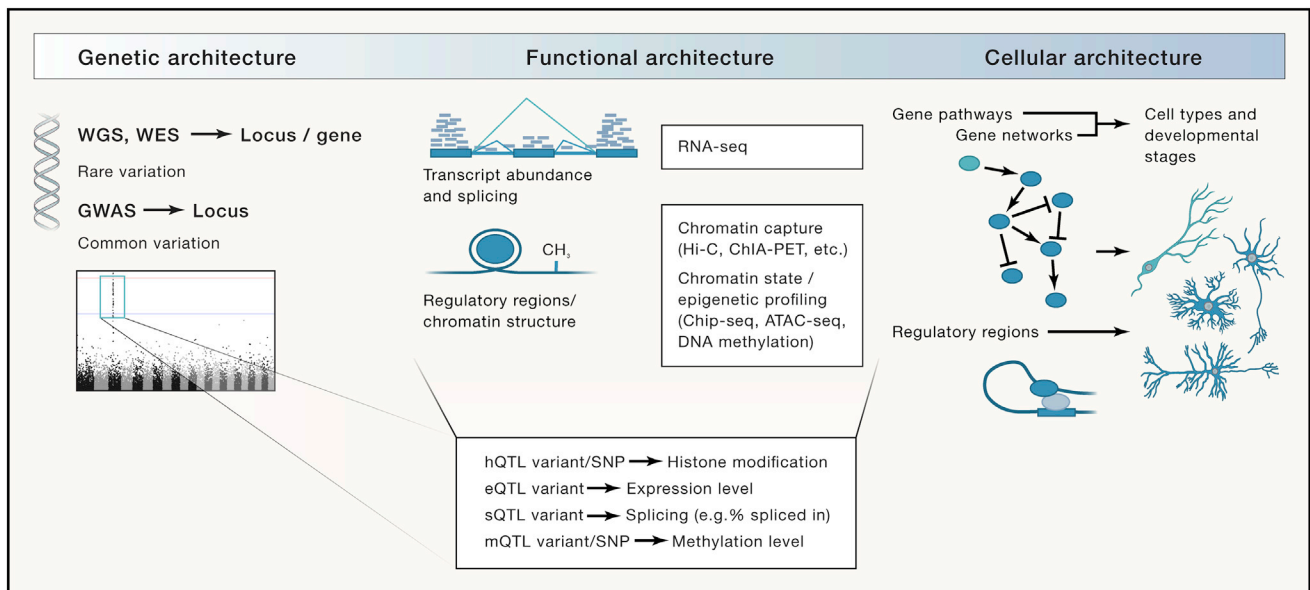 Genetic architecture
Functional architecture
Cellular architecture
WGS, WES → Locus / gene
Rare variation
GWAS → Locus
Common variation
Transcript abundance
and splicing
CH₃
Regulatory regions/
chromatin structure
RNA-seq
Chromatin capture
(Hi-C, ChIA-PET, etc.)
Chromatin state /
epigenetic profiling
(Chip-seq, ATAC-seq,
DNA methylation)
hQTL variant/SNP → Histone modification
eQTL variant → Expression level
sQTL variant → Splicing (e.g.% spliced in)
mQTL variant/SNP → Methylation level
Gene pathways
Gene networks
Cell types and
developmental
stages
Regulatory regions